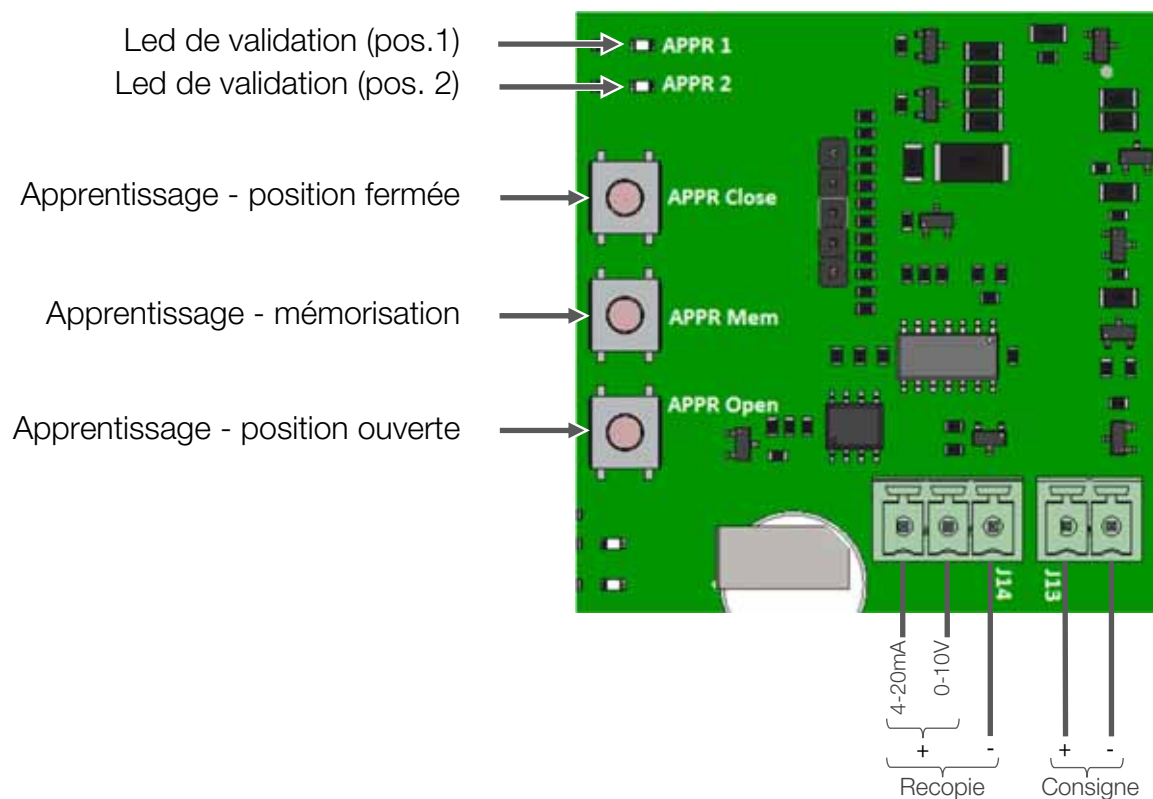 Led de validation (pos.1)
APPR 1
Led de validation (pos. 2)
APPR 2
Apprentissage - position fermée
APPR Close
Apprentissage - mémorisation
APPR Mem
Apprentissage - position ouverte
APPR Open
J14
J13
4-20mA
0-10V
+
-
+
-
Recopie
Consigne